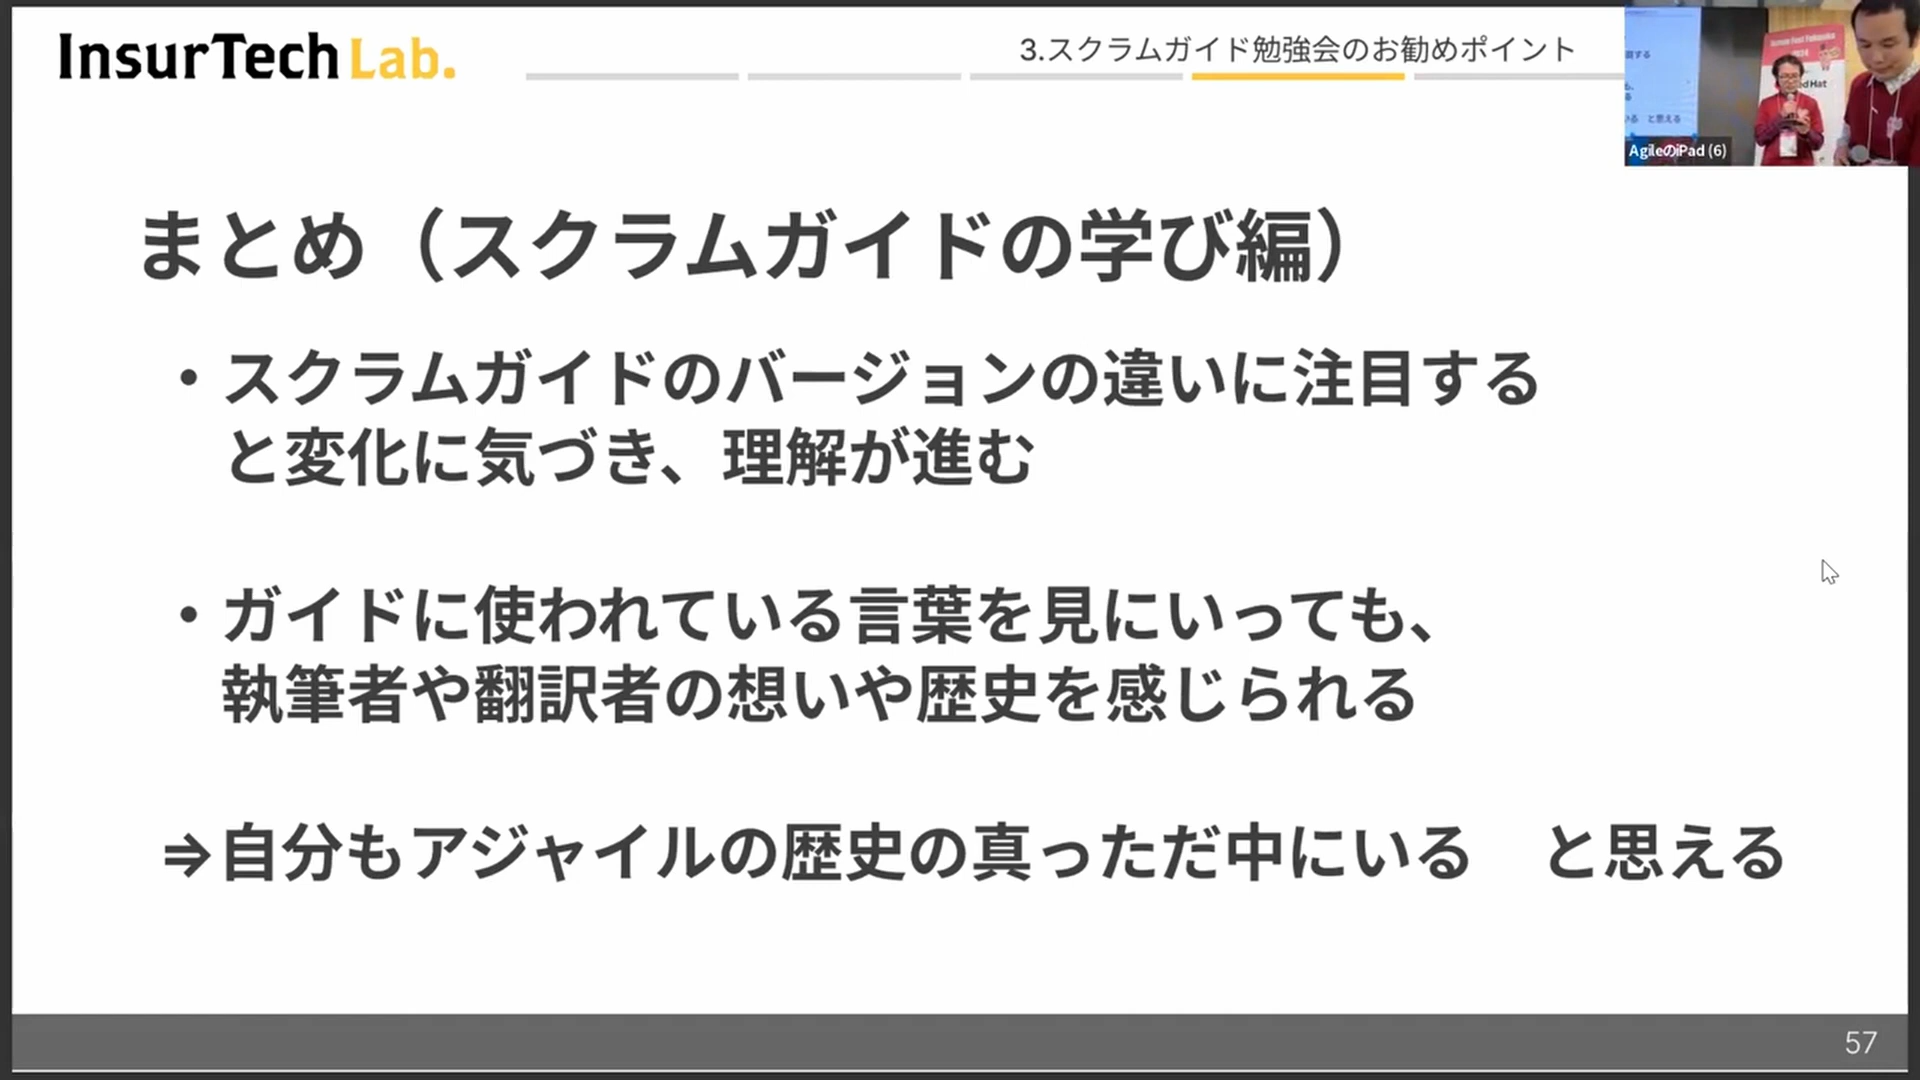 InsurTech Lab.
3.スクラムガイド勉強会のお勧めポイント
まとめ（スクラムガイドの学び編）
・スクラムガイドのバージョンの違いに注目する
と変化に気づき、理解が進む
・ガイドに使われている言葉を見にいっても、
執筆者や翻訳者の想いや歴史を感じられる
⇒自分もアジャイルの歴史の真っただ中にいる　と思える
57
AgileのiPad (6)
いる と思える